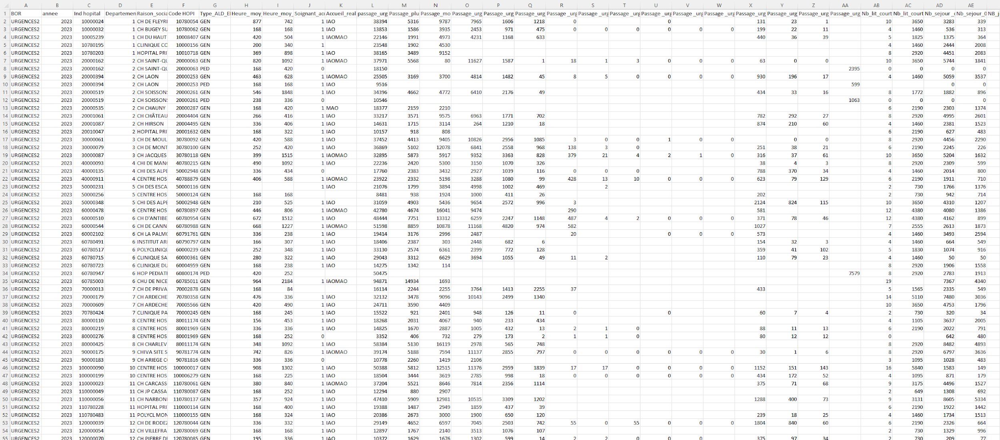 A B C D E F G H I J K L M N O P Q R S T U V W X Y Z AA AB AC AD AE
1 BOR annee Ind hopital Departemen Raison_socia Code HOPI Type_ALD_El Heure_ moy_ Heure_moy_ Soignant_acc Accueil_real passage_urg Passage_plu Passage_mo Passage_urg Passage_urg Passage_urg Passage _urg Passage _urg Passage _urg Passage _urg Passage _urg Passage _urg Passage_urg Passage_urg Passage_urg Passage_urg Nb_lit_court Nb_lit_court Nb_sejour _c Nb_sejour_0 NB_j
2 URGENCES2 2023 10000024 1 CH DE FLEYRI 10780054 GEN 877 742 1 IAO 38394 5316 9787 7965 1606 1218 0 0 131 23 1 10 3650 3283 339
3 URGENCES2 2023 10000032 1 CH BUGEY SU 10780062 GEN 168 168 1 IAO 13853 1586 3935 2453 971 475 0 0 0 0 0 0 199 22 11 4 1460 536 313
4 URGENCES2 2023 10005239 1 CH DU HAUT 10008407 GEN 420 504 1 IAOMAO 22146 1991 4973 4231 1168 633 440 36 39 5 1825 1375 364
5 URGENCES2 2023 10780195 1 CLINIQUE CO 10000156 GEN 200 340 1 23548 1902 4530 4 1460 2444 2008
6 URGENCES2 2023 10780203 1 HOPITAL PRI 10010718 GEN 369 898 1 IAO 38165 3489 9152 8 2920 4451 2083
7 URGENCES2 2023 20000162 2 CH SAINT-QU 20000063 GEN 820 1092 1 IAOMAO 37971 5568 80 11627 1587 1 18 1 3 0 0 0 63 0 0 10 3650 5744 1841
8 URGENCES2 2023 20000162 2 CH SAINT-QU 20000063 PED 168 420 0 18150 2395 0 0 0 0
9 URGENCES2 2023 20000394 2 CH LAON 20000253 GEN 463 628 1 IAOMAO 25505 3169 3700 4814 1482 45 8 5 0 0 0 0 930 196 17 4 1460 5059 3537
10 URGENCES2 2023 20000394 2 CH LAON 20000253 PED 168 168 1 IAO 9516 599 0 0
11 URGENCES2 2023 20000519 2 CH SOISSONS 20000261 GEN 546 1848 1 IAO 34396 4662 4772 6410 2176 49 434 33 16 8 1772 1882 896
12 URGENCES2 2023 20000519 2 CH SOISSONS 20000261 PED 238 336 0 10546 1063 0 0 0 0
13 URGENCES2 2023 20000535 2 CH CHAUNY 20000287 GEN 168 420 1 MAO 18377 2159 2210 6 2190 2303 1374
14 URGENCES2 2023 20001061 2 CH CHÂTEAU 20004404 GEN 266 416 1 IAO 33217 3571 9575 6963 1771 702 782 292 27 8 2920 4995 2601
15 URGENCES2 2023 20001087 2 CH HIRSON 20004495 GEN 336 406 1 IAO 14631 1715 3114 264 1210 18 874 210 60 4 1460 2381 1523
16 URGENCES2 2023 20010047 2 HOPITAL PRI 20001632 GEN 168 322 1 IAO 10157 918 808 6 2190 627 483
17 URGENCES2 2023 30000061 3 CH DE MOUL 30780092 GEN 420 588 1 IAO 37452 4413 9405 10826 2956 1085 3 0 0 1 0 0 0 0 8 2920 4456 2290
18 URGENCES2 2023 30000079 3 CH DE MONT 30780100 GEN 252 420 1 IAO 36869 5102 12078 6841 2558 968 138 3 0 251 38 21 6 2190 2245 226
19 URGENCES2 2023 30000087 3 CH JACQUES 30780118 GEN 399 1515 1 IAOMAO 32895 5873 5917 9352 3363 828 379 21 4 2 1 0 316 37 61 10 3650 5204 1632
20 URGENCES2 2023 40000093 4 CHI DE MANO 40780215 GEN 490 1092 1 IAO 22236 2420 5300 3150 1070 326 38 4 3 8 2920 2309 599
21 URGENCES2 2023 40000135 4 CHI DES ALPE 50002948 GEN 336 434 0 17760 2383 3432 2927 1039 116 0 0 0 788 370 34 4 1460 2014 800
22 URGENCES2 2023 40000911 4 CENTRE HOS 40788879 GEN 406 588 1 IAOMAO 23922 2332 5198 3288 1080 99 428 13 10 0 0 0 623 79 129 6 2190 1911 710
23 URGENCES2 2023 50000231 5 CH DES ESCA 50000116 GEN 1 IAO 21076 1799 3894 4998 1002 469 2 2 730 1766 1376
24 URGENCES2 2023 50000256 5 CENTRE HOS 50000124 GEN 168 168 8481 938 1924 1000 411 26 202 2 730 942 714
25 URGENCES2 2023 50000348 5 CHI DES ALPE 50002948 GEN 210 525 1 IAO 31059 4903 5436 9654 2572 996 3 2124 824 115 10 3650 4310 1207
26 URGENCES2 2023 60000478 6 CENTRE HOS 60780897 GEN 446 806 1 IAOMAO 42780 4674 16041 9474 290 581 12 4380 4080 1386
27 URGENCES2 2023 60000510 6 CH D'ANTIBE 60780954 GEN 672 1512 1 IAO 48444 7751 13312 6259 2247 1148 487 4 2 0 0 0 371 78 46 12 4380 4162 899
28 URGENCES2 2023 60000544 6 CH DE CANN 60780988 GEN 668 1227 1 IAOMAO 51598 8859 10878 11168 4820 974 582 1027 7 2555 2613 1873
29 URGENCES2 2023 60002102 6 CH LA PALMO 60791761 GEN 336 238 1 IAO 19414 3176 2996 2487 20 0 0 0 573 4 1460 3493 2594
30 URGENCES2 2023 60780491 6 INSTITUT ARI 60790797 GEN 166 307 1 IAO 18406 2387 303 2448 682 6 154 32 3 4 1460 664 549
31 URGENCES2 2023 60780517 6 POLYCLINIQU 60000239 GEN 252 348 1 IAO 33130 2574 6361 2399 772 128 359 41 102 5 1830 1074 916
32 URGENCES2 2023 60780715 6 CLINIQUE SA 60000361 GEN 280 322 1 IAO 29043 3312 6629 3694 1055 49 11 2 110 79 23 4 1460 50 50
33 URGENCES2 2023 60780723 6 CLINIQUE DU 60004959 GEN 168 238 1 IAO 14275 1342 114 8 2920 1906 1558
34 URGENCES2 2023 60780947 6 HOP PEDIATI 60800174 PED 420 252 50475 7579 8 2920 2783 1913
35 URGENCES2 2023 60785003 6 CHU DE NICE 60785011 GEN 964 2184 1 IAOMAO 94871 14934 1693 19 7367 4340
36 URGENCES2 2023 70000013 7 CH DE PRIVA 70002878 GEN 168 84 16114 2244 2255 3764 1413 2255 37 433 5 1565 2335 549
37 URGENCES2 2023 70000179 7 CH ARDECHE 70780358 GEN 476 336 1 IAO 32132 3478 9096 10143 2499 1340 14 5110 7480 3036
38 URGENCES2 2023 70000609 7 CH ARDECHE 70005566 GEN 420 490 1 IAO 24711 3590 4409 10 3650 4753 1796
39 URGENCES2 2023 70780424 7 CLINIQUE PA 70000245 GEN 168 245 1 IAO 15522 921 2401 948 126 11 0 0 60 7 4 2 730 320 34
40 URGENCES2 2023 80000110 8 CENTRE HOS 80011174 GEN 156 453 1 IAO 18268 2031 4067 940 233 434 4 1105 3637 2005
41 URGENCES2 2023 80000219 8 CENTRE HOS 80001969 GEN 336 336 1 IAO 14825 1670 2887 1005 432 13 2 1 0 88 11 13 6 2190 2022 791
42 URGENCES2 2023 80000276 8 CENTRE HOS 80001969 GEN 168 252 0 3352 406 732 279 173 2 1 1 0 80 12 12 0 642 480
43 URGENCES2 2023 80000425 8 CH CHARLEV 80011174 GEN 348 1092 1 IAO 58384 5130 16119 2978 565 748 8 2920 8482 4893
44 URGENCES2 2023 90000175 9 CHIVA SITE S 90781774 GEN 742 826 1 IAOMAO 39174 5188 7594 11137 2855 797 0 0 0 0 0 0 30 1 6 8 2920 6797 3636
45 URGENCES2 2023 90000183 9 CH ARIEGE CO 90781816 GEN 336 336 0 10778 2260 1419 2106 3 1095 1028 483
46 URGENCES2 2023 100000090 10 CENTRE HOS 100000017 GEN 908 1302 1 IAO 50388 5812 12515 11376 2959 1839 17 17 0 0 0 0 1152 151 143 16 5840 1583 149
47 URGENCES2 2023 100000199 10 CENTRE HOS 100006279 GEN 168 225 1 IAO 18504 3444 3619 2785 998 18 0 0 0 0 0 0 434 172 52 4 1095 871 179
48 URGENCES2 2023 110000023 11 CH CARCASS 110780061 GEN 380 840 1 IAOMAO 37204 5521 8646 7814 2356 1114 375 71 68 9 3175 4496 1527
49 URGENCES2 2023 110000049 11 CH JP CASSA 110780087 GEN 168 252 1 IAO 12294 880 2907 2 649 1308 692
50 URGENCES2 2023 110000056 11 CH NARBONI 110780137 GEN 357 924 1 IAO 47410 5909 12981 10535 3309 1202 1288 400 73 9 3131 8605 5334
51 URGENCES2 2023 110780228 11 HOPITAL PRI 110000114 GEN 168 400 1 IAO 19388 1487 2949 1859 437 39 6 2190 1922 1442
52 URGENCES2 2023 110780483 11 POLYCL MON 110000155 GEN 168 324 1 IAO 20386 2673 3000 1900 650 120 239 18 25 4 1460 1734 1513
53 URGENCES2 2023 120000039 12 CH DE RODEZ 120780044 GEN 336 332 1 IAO 29149 4652 6597 7045 2503 742 55 0 55 0 0 0 1804 840 60 6 2190 2326 664
54 URGENCES2 2023 120000054 12 CH VILLEFRA 120780069 GEN 168 168 1 IAO 12897 1767 2140 3513 1076 107 2 730 1329 996
55 URGENCES2 2023 120000070 12 CH PIERRE DE 120780085 GEN 195 336 1 IAO 10372 1629 1676 1302 599 14 2 2 0 0 0 0 375 97 34 2 730 209 77